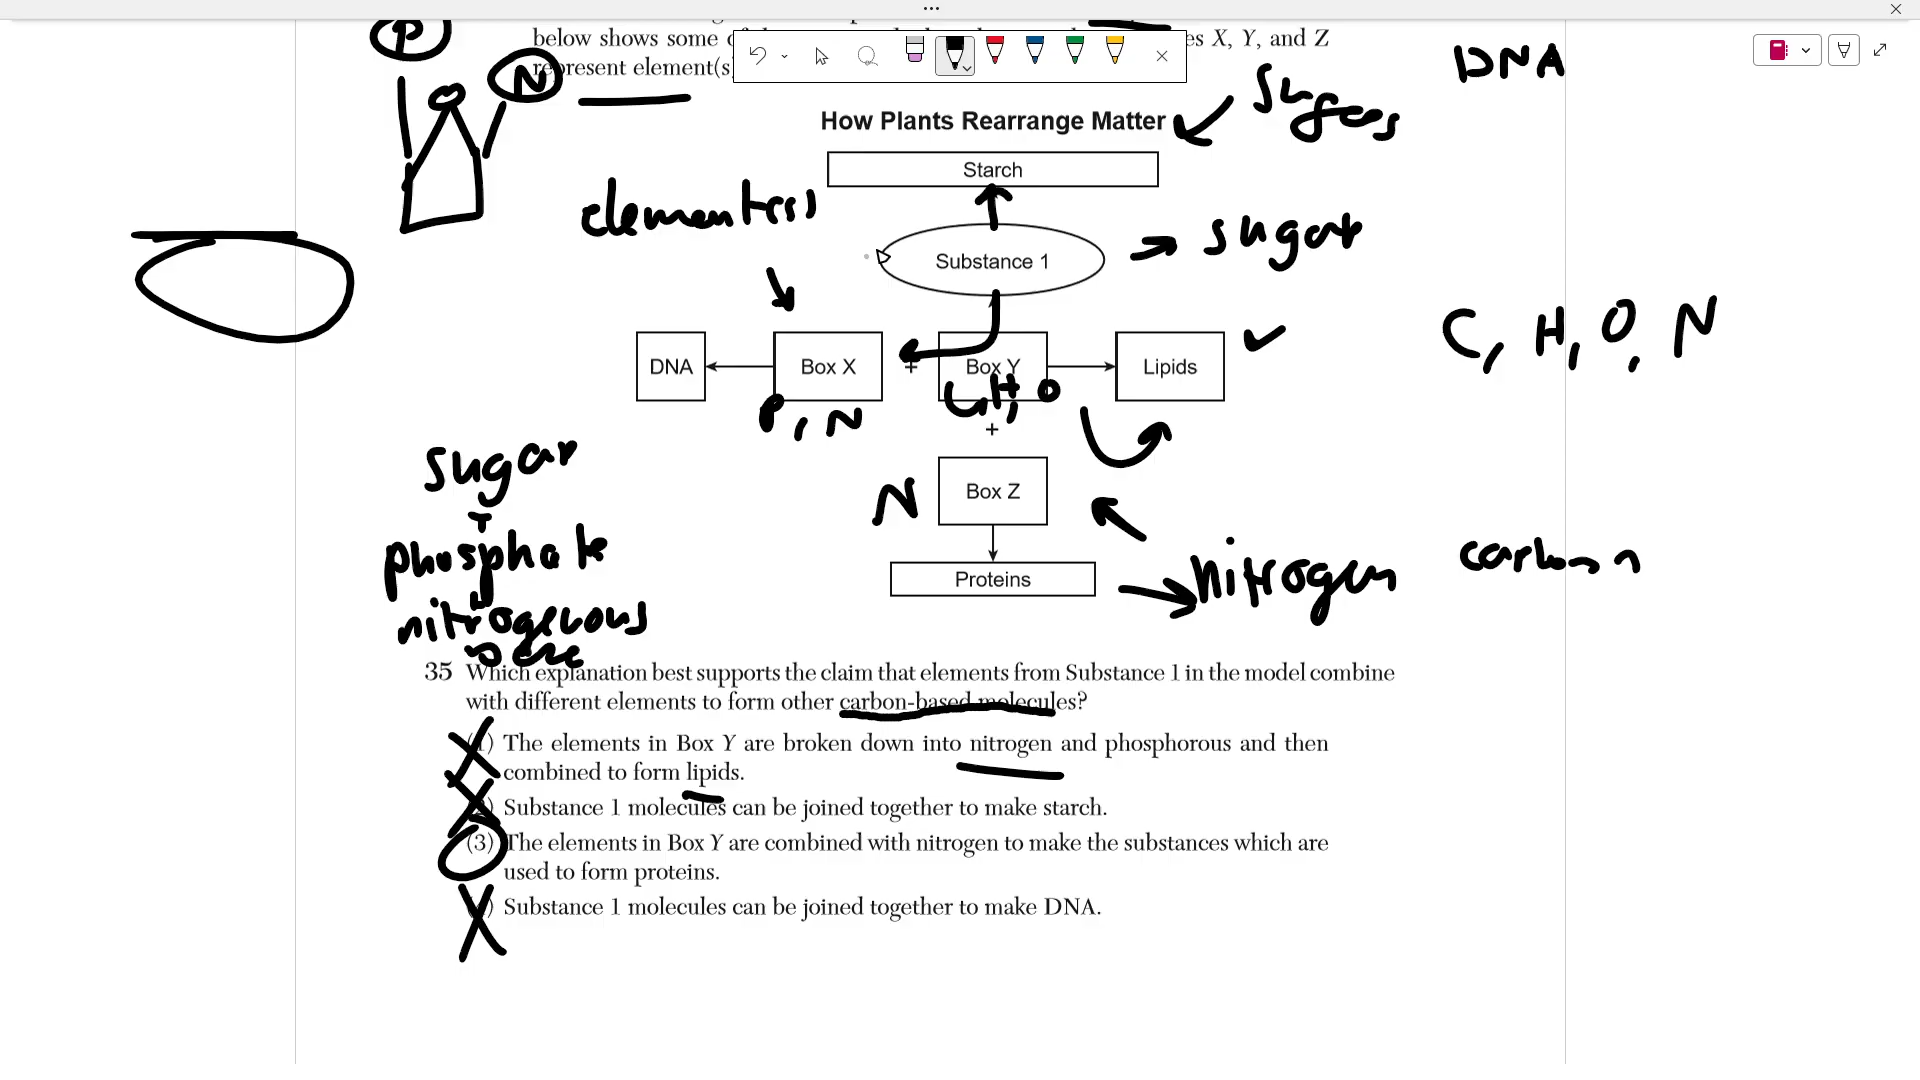 P
below shows some
es X, Y, and Z
represent element(s
N
DNA
sugars
How Plants Rearrange Matter
Starch
element(s)
Substance 1
sugar
C, H, O, N
DNA
Box X
+
Box Y
Lipids
P, N
C, H, O
+
sugar
phosphate
nitrogenous
base
N
Box Z
nitrogen
carbon
Proteins
35 Which explanation best supports the claim that elements from Substance 1 in the model combine
with different elements to form other carbon-based molecules?
(1) The elements in Box Y are broken down into nitrogen and phosphorous and then
combined to form lipids.
Substance 1 molecules can be joined together to make starch.
(3) The elements in Box Y are combined with nitrogen to make the substances which are
used to form proteins.
Substance 1 molecules can be joined together to make DNA.